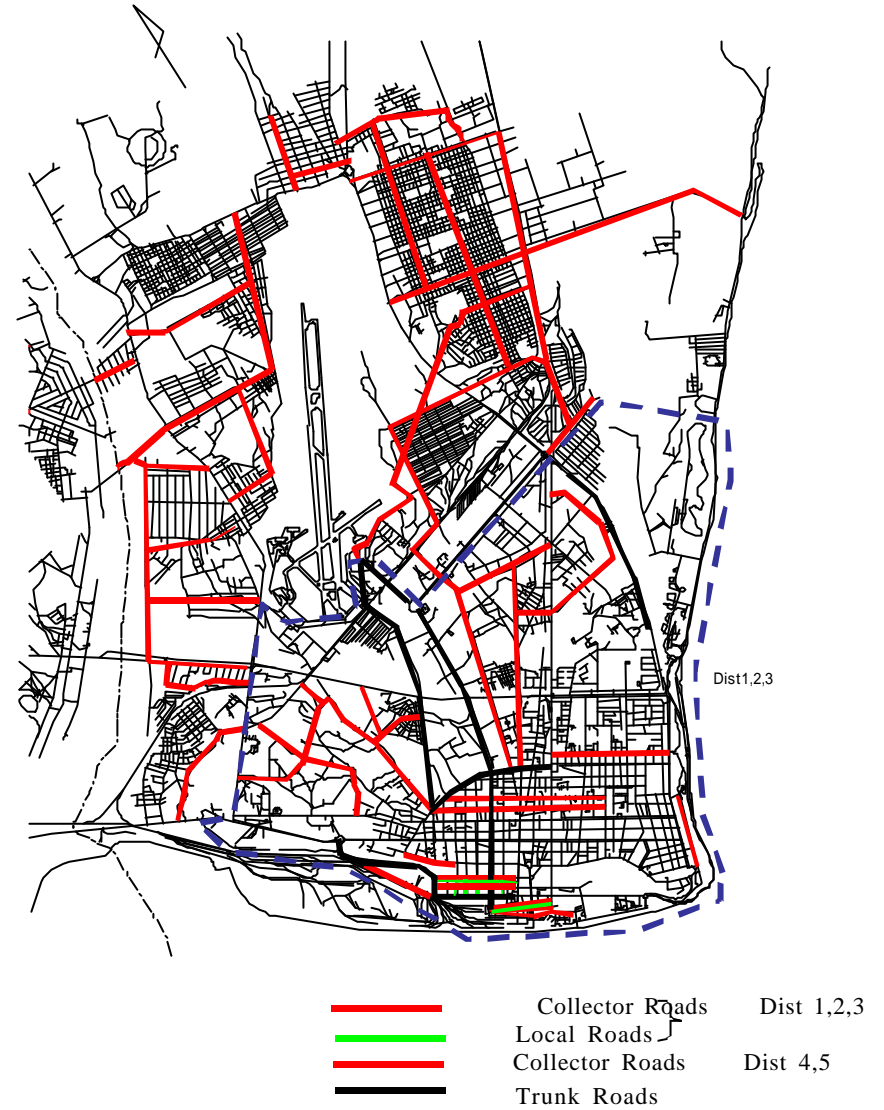 Dist1,2,3
Collector Roads Dist 1,2,3
Local Roads
Collector Roads Dist 4,5
Trunk Roads